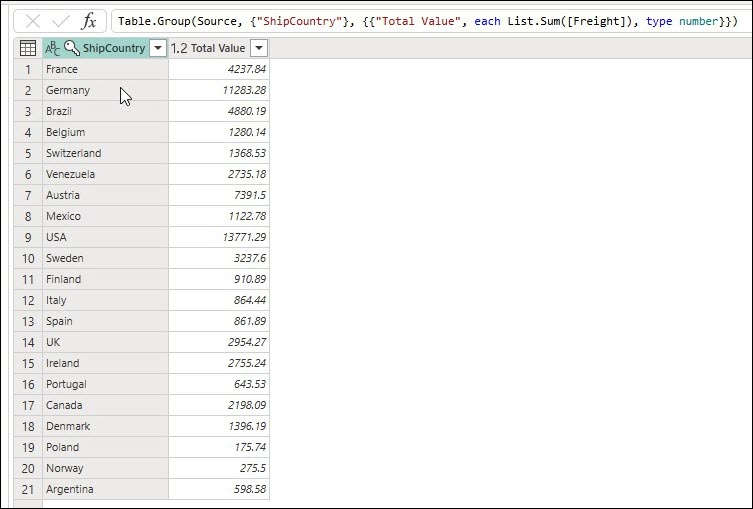 fx Table.Group(Source, {"ShipCountry"}, {{"Total Value", each List.Sum([Freight]), type number}})
ABC ShipCountry 1.2 Total Value
1 France 4237.84
2 Germany 11283.28
3 Brazil 4880.19
4 Belgium 1280.14
5 Switzerland 1368.53
6 Venezuela 2735.18
7 Austria 7391.5
8 Mexico 1122.78
9 USA 13771.29
10 Sweden 3237.6
11 Finland 910.89
12 Italy 864.44
13 Spain 861.89
14 UK 2954.27
15 Ireland 2755.24
16 Portugal 643.53
17 Canada 2198.09
18 Denmark 1396.19
19 Poland 175.74
20 Norway 275.5
21 Argentina 598.58